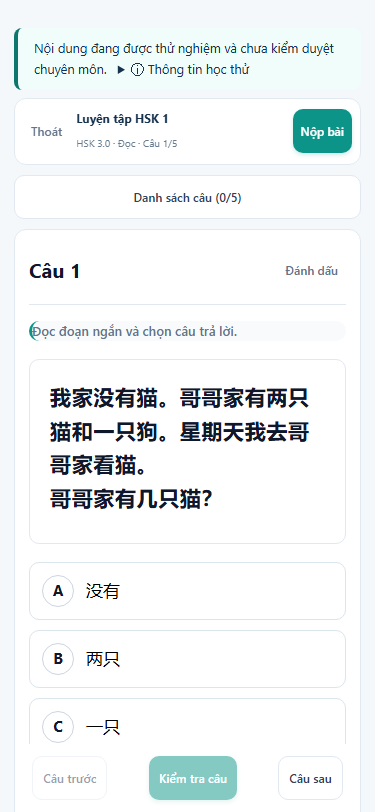 Nội dung đang được thử nghiệm và chưa kiểm duyệt
chuyên môn. ▶ ⓘ Thông tin học thử
Thoát
Luyện tập HSK 1
HSK 3.0 · Đọc · Câu 1/5
Nộp bài
Danh sách câu (0/5)
Câu 1
Đánh dấu
Đọc đoạn ngắn và chọn câu trả lời.
我家没有猫。哥哥家有两只
猫和一只狗。星期天我去哥
哥家看猫。
哥哥家有几只猫？
A 没有
B 两只
C 一只
Câu trước
Kiểm tra câu
Câu sau